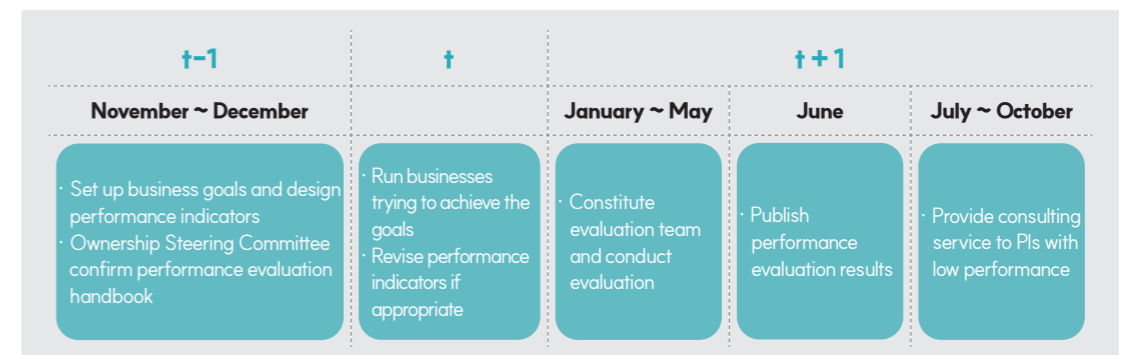 t-1
t
t + 1
November ~ December
January ~ May
June
July ~ October
· Set up business goals and design
performance indicators
· Ownership Steering Committee
confirm performance evaluation
handbook
· Run businesses
trying to achieve the
goals
· Revise performance
indicators if
appropriate
· Constitute
evaluation team
and conduct
evaluation
· Publish
performance
evaluation results
· Provide consulting
service to PIs with
low performance